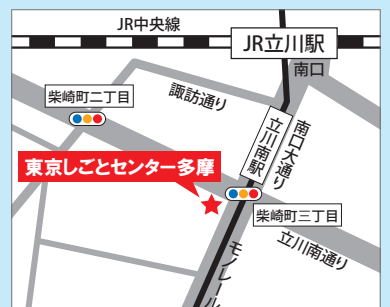 JR中央線
JR立川駅
南口
柴崎町二丁目
諏訪通り
立川南駅
南口大通り
東京しごとセンター多摩
柴崎町三丁目
立川南通り
モノレール